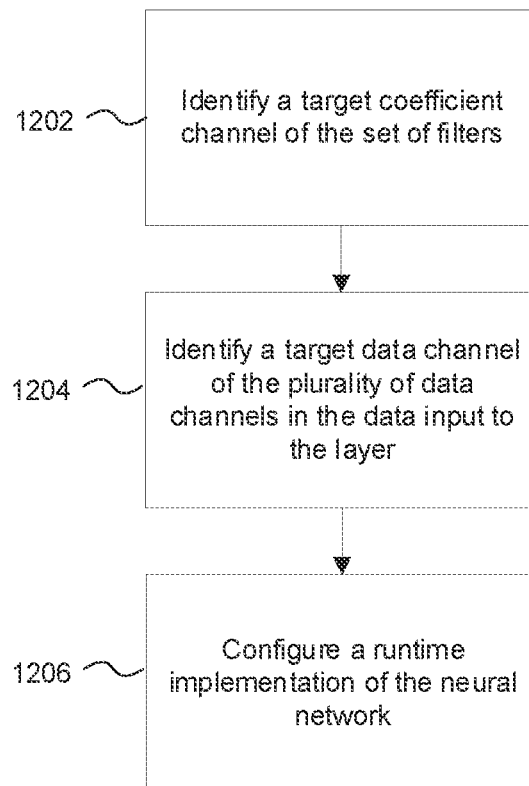 1202
Identify a target coefficient
channel of the set of filters
1204
Identify a target data channel
of the plurality of data
channels in the data input to
the layer
1206
Configure a runtime
implementation of the neural
network